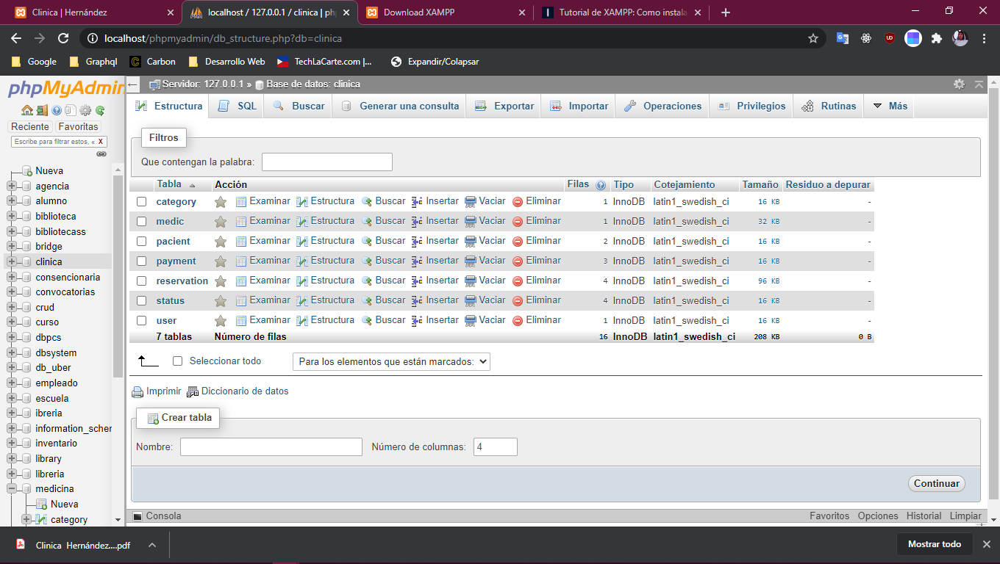 Clinica | Hernández
localhost / 127.0.0.1 / clinica | ph
Download XAMPP
Tutorial de XAMPP: Como instala
localhost/phpmyadmin/db_structure.php?db=clinica
Google
Graphql
Carbon
Desarrollo Web
TechLaCarte.com |...
Expandir/Colapsar
phpMyAdmin
Reciente
Favoritas
Escribe para filtrar estos, «
X
Nueva
agencia
alumno
biblioteca
bibliotecass
bridge
clinica
consencionaria
convocatorias
crud
curso
dbpcs
dbsystem
db_uber
empleado
escuela
ibreria
information_scher
inventario
library
libreria
medicina
Nueva
category
Servidor: 127.0.0.1 » Base de datos: clinica
Estructura
SQL
Buscar
Generar una consulta
Exportar
Importar
Operaciones
Privilegios
Rutinas
Más
Filtros
Que contengan la palabra:
Tabla Acción Filas Tipo Cotejamiento Tamaño Residuo a depurar
category Examinar Estructura Buscar Insertar Vaciar Eliminar 1 InnoDB latin1_swedish_ci 16 KB -
medic Examinar Estructura Buscar Insertar Vaciar Eliminar 1 InnoDB latin1_swedish_ci 32 KB -
pacient Examinar Estructura Buscar Insertar Vaciar Eliminar 2 InnoDB latin1_swedish_ci 16 KB -
payment Examinar Estructura Buscar Insertar Vaciar Eliminar 3 InnoDB latin1_swedish_ci 16 KB -
reservation Examinar Estructura Buscar Insertar Vaciar Eliminar 4 InnoDB latin1_swedish_ci 96 KB -
status Examinar Estructura Buscar Insertar Vaciar Eliminar 4 InnoDB latin1_swedish_ci 16 KB -
user Examinar Estructura Buscar Insertar Vaciar Eliminar 1 InnoDB latin1_swedish_ci 16 KB -
7 tablas Número de filas 16 InnoDB latin1_swedish_ci 208 KB 0 B
Seleccionar todo
Para los elementos que están marcados:
Imprimir
Diccionario de datos
Crear tabla
Nombre:
Número de columnas: 4
Continuar
Consola
Favoritos
Opciones
Historial
Limpiar
Clinica Hernández....pdf
Mostrar todo